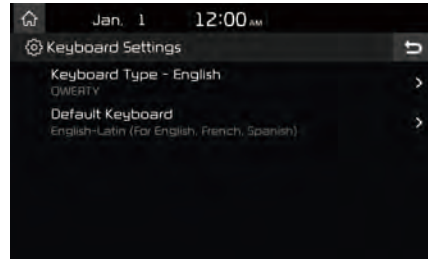 Jan. 1 12:00 AM
Keyboard Settings
Keyboard Type - English
QWERTY
Default Keyboard
English-Latin (For English, French, Spanish)